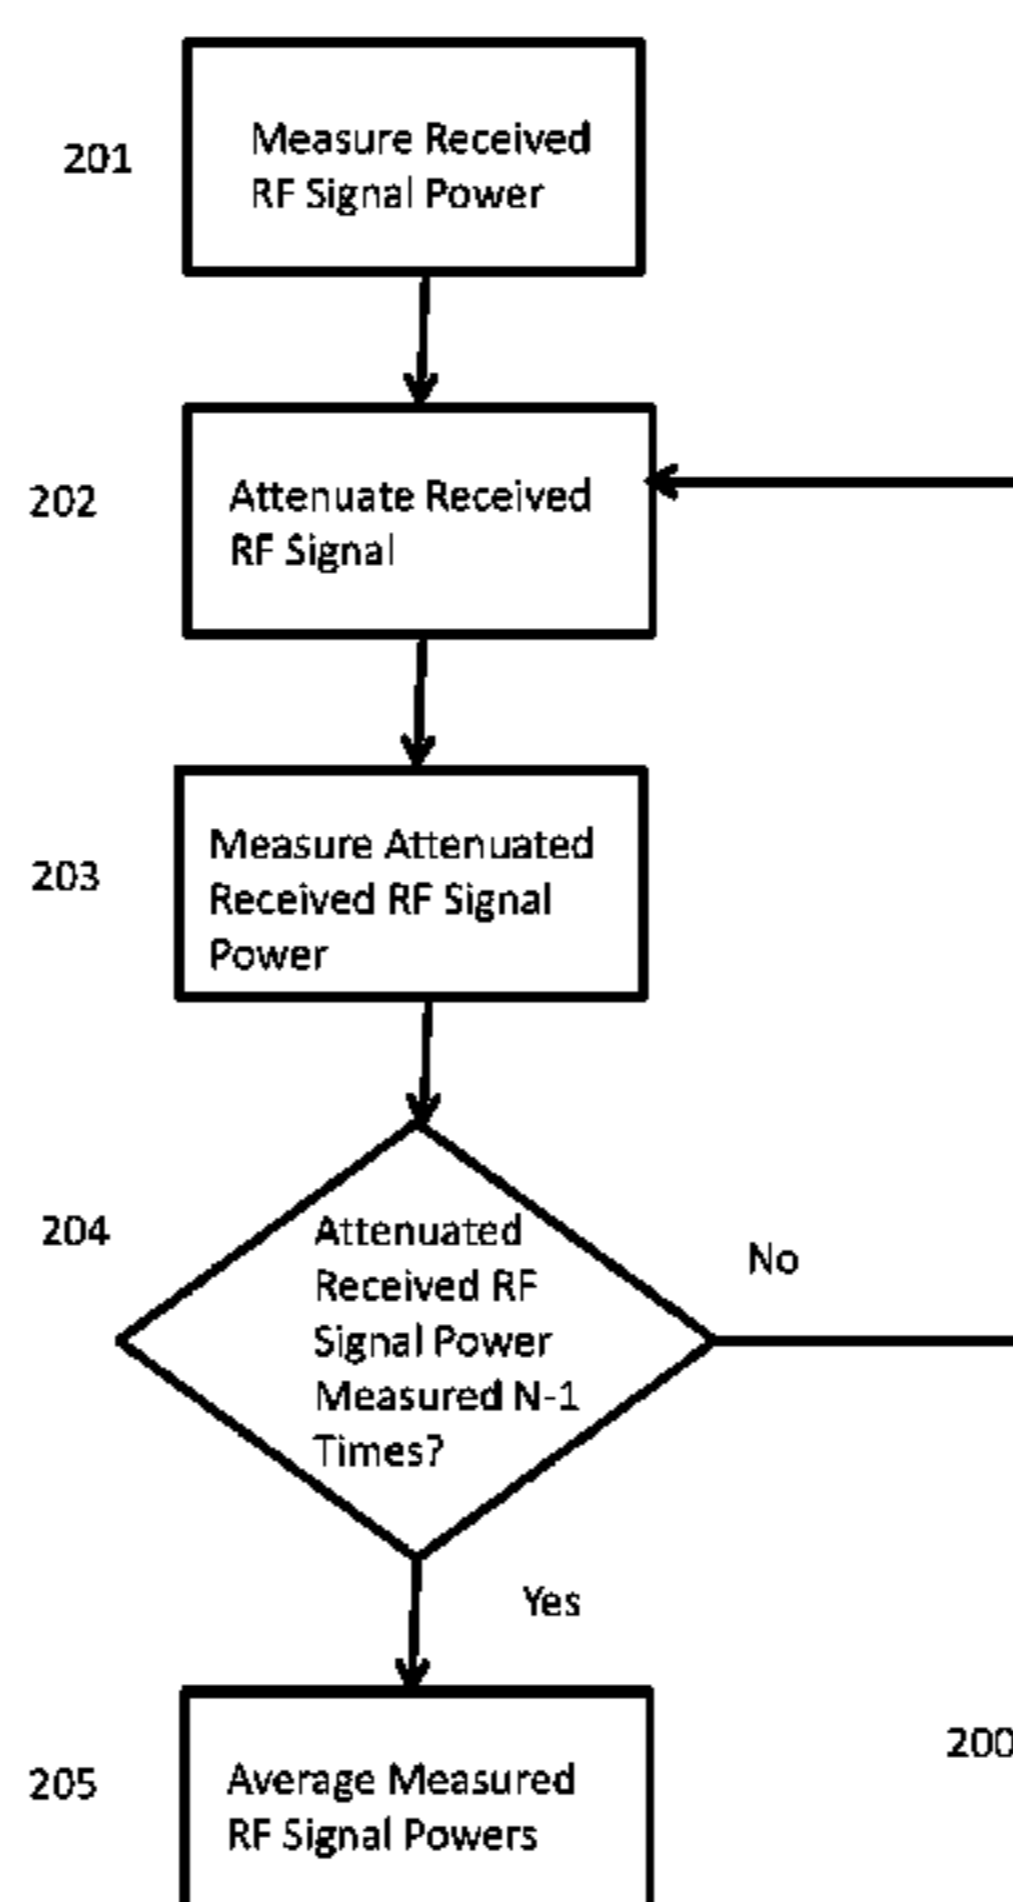 201
Measure Received
RF Signal Power
202
Attenuate Received
RF Signal
203
Measure Attenuated
Received RF Signal
Power
204
Attenuated
Received RF
Signal Power
Measured N-1
Times?
No
Yes
205
Average Measured
RF Signal Powers
200